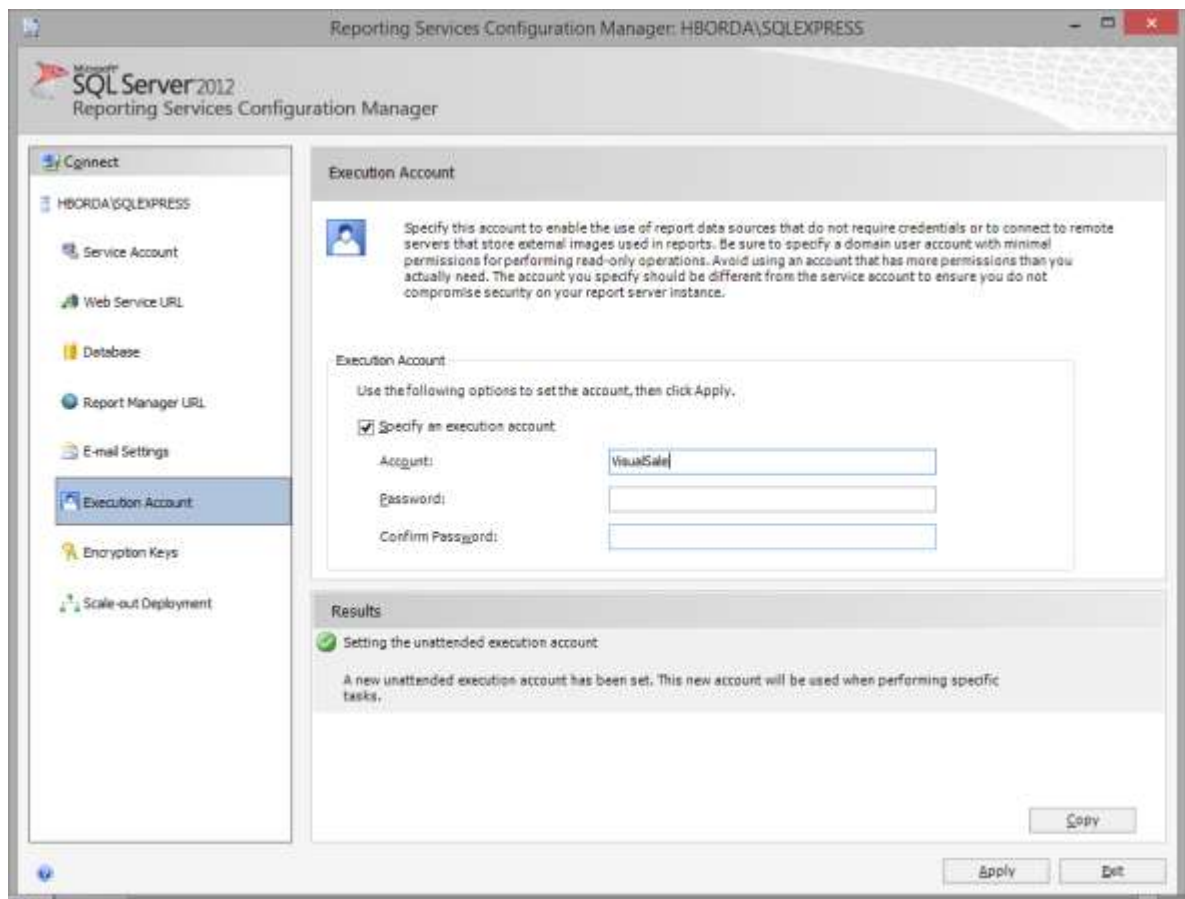 Reporting Services Configuration Manager: HBORDA\SQLEXPRESS
Microsoft
SQL Server 2012
Reporting Services Configuration Manager
Connect
HBORDA\SQLEXPRESS
Service Account
Web Service URL
Database
Report Manager URL
E-mail Settings
Execution Account
Encryption Keys
Scale-out Deployment
Execution Account
Specify this account to enable the use of report data sources that do not require credentials or to connect to remote
servers that store external images used in reports. Be sure to specify a domain user account with minimal
permissions for performing read-only operations. Avoid using an account that has more permissions than you
actually need. The account you specify should be different from the service account to ensure you do not
compromise security on your report server instance.
Execution Account
Use the following options to set the account, then click Apply.
Specify an execution account
Account:
VisualSale
Password:
Confirm Password:
Results
Setting the unattended execution account
A new unattended execution account has been set. This new account will be used when performing specific
tasks.
Copy
Apply
Exit